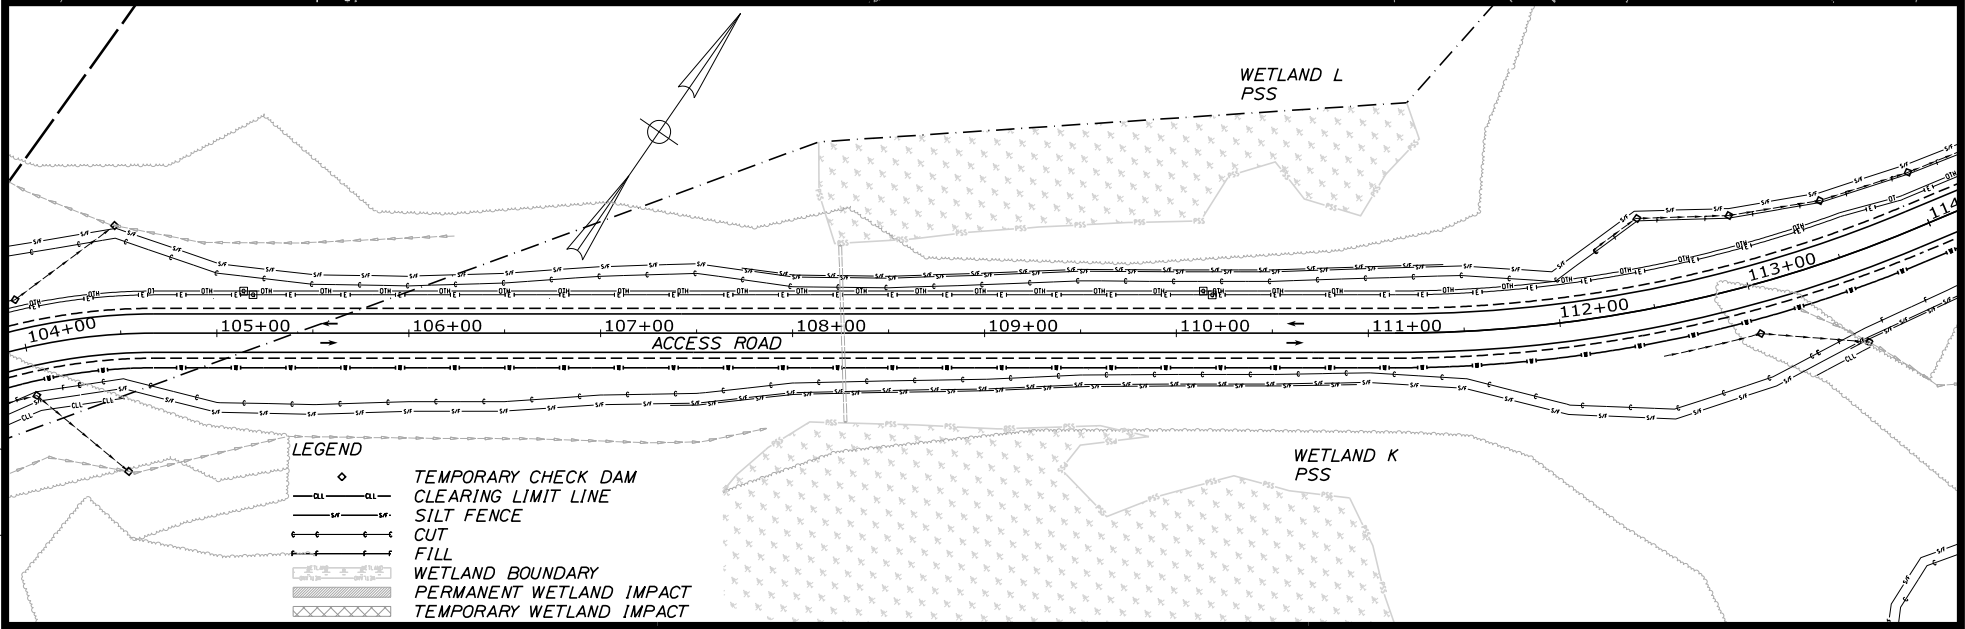 WETLAND L
PSS
104+00
105+00
106+00
107+00
108+00
109+00
110+00
111+00
112+00
113+00
114
ACCESS ROAD
WETLAND K
PSS
LEGEND
TEMPORARY CHECK DAM
CLL CLL CLEARING LIMIT LINE
S/F S/F SILT FENCE
C C C C CUT
F F F F FILL
WETLAND BOUNDARY
PERMANENT WETLAND IMPACT
TEMPORARY WETLAND IMPACT